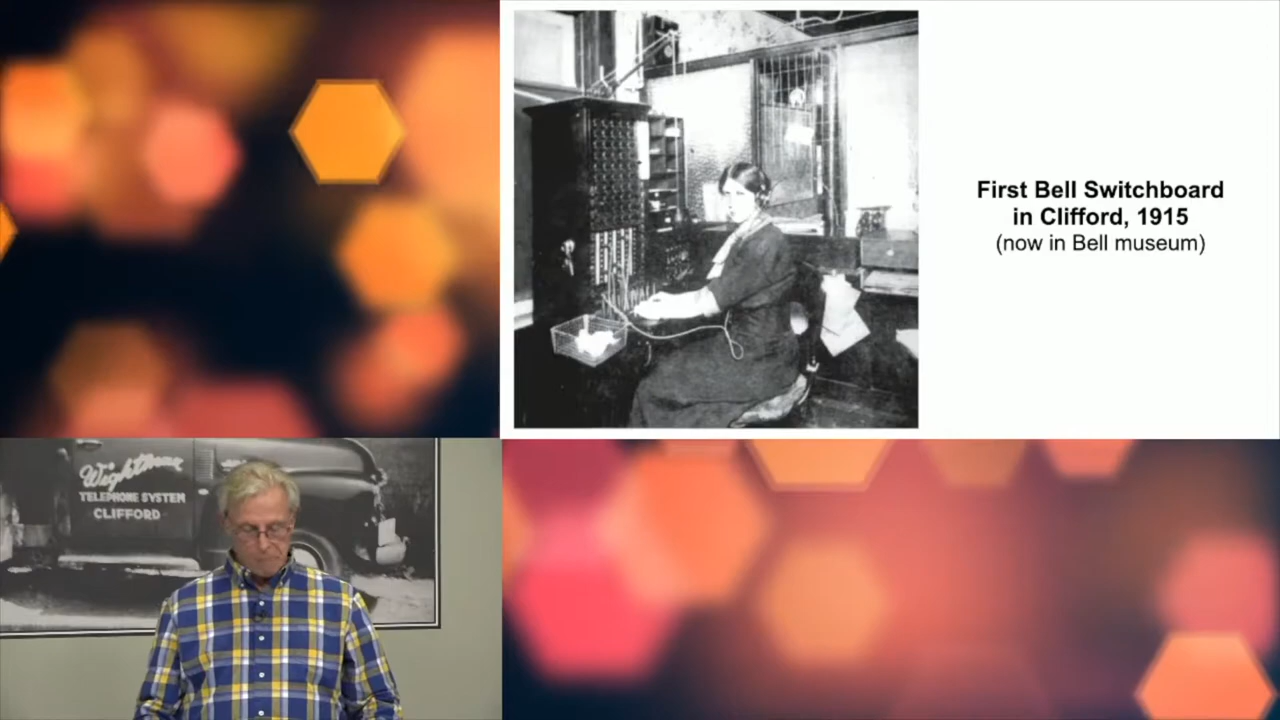 First Bell Switchboard
in Clifford, 1915
(now in Bell museum)
Wightman
TELEPHONE SYSTEM
CLIFFORD